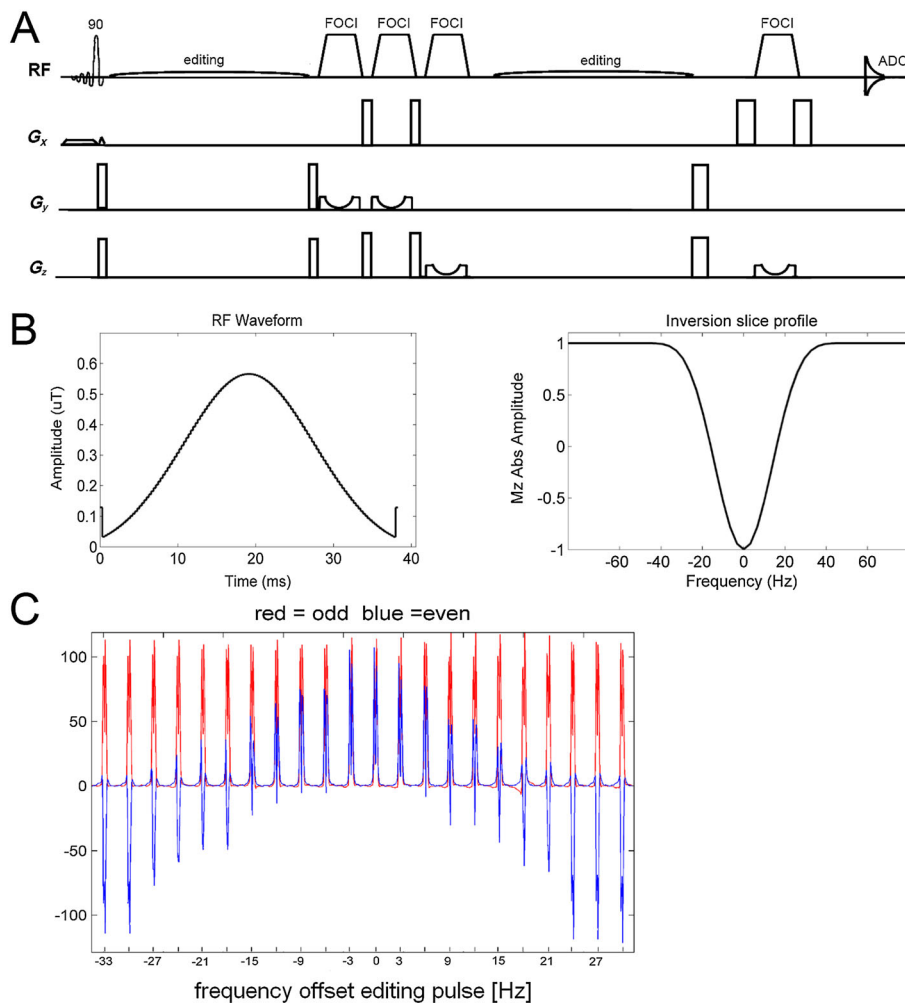 A
90
FOCI FOCI FOCI FOCI
RF editing editing ADC
Gx
Gy
Gz
B
RF Waveform
Amplitude (uT)
0.6
0.5
0.4
0.3
0.2
0.1
0
0 10 20 30 40
Time (ms)
Inversion slice profile
Mz Abs Amplitude
1
0.5
0
-0.5
-1
-60 -40 -20 0 20 40 60
Frequency (Hz)
C
red = odd blue =even
100
50
0
-50
-100
-33 -27 -21 -15 -9 -3 0 3 9 15 21 27
frequency offset editing pulse [Hz]